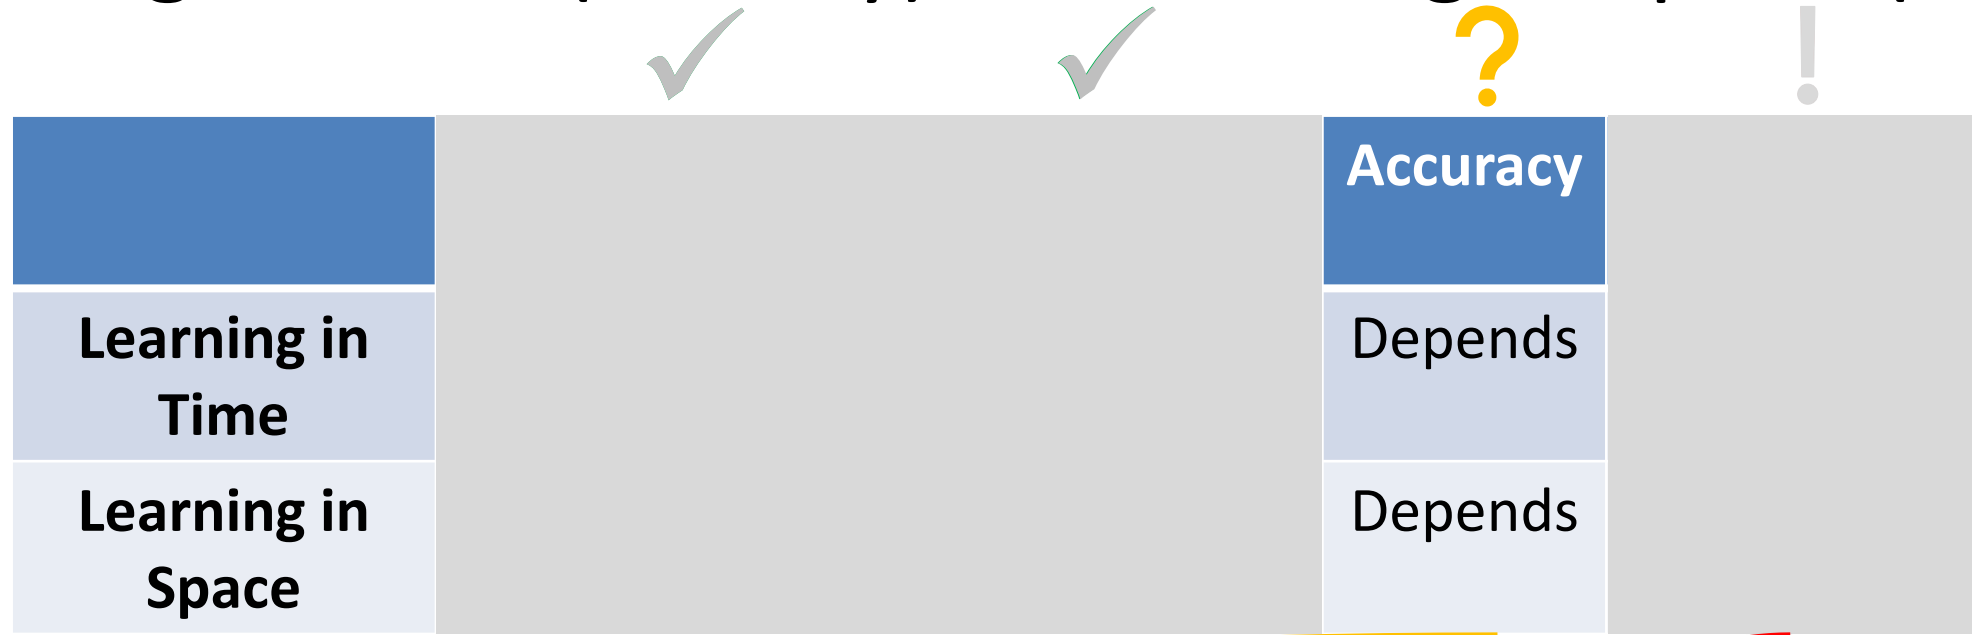 ?
!
Accuracy
Learning in
Time
Depends
Learning in
Space
Depends